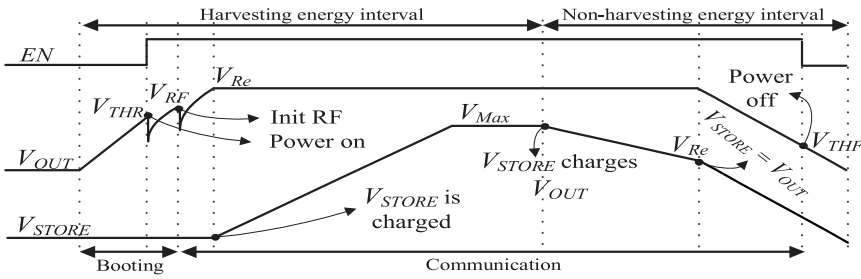 Harvesting energy interval
Non-harvesting energy interval
EN
V_Re
Power off
V_THR
V_RF
Init RF
Power on
V_Max
V_Re
V_STORE = V_OUT
V_THF
V_OUT
V_STORE charges V_OUT
V_STORE is charged
V_STORE
Booting
Communication